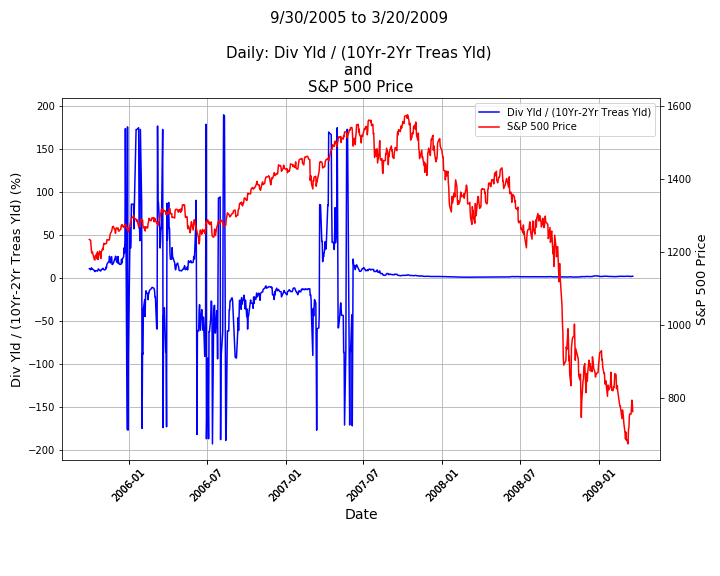 9/30/2005 to 3/20/2009
Daily: Div Yld / (10Yr-2Yr Treas Yld)
and
S&P 500 Price
Div Yld / (10Yr-2Yr Treas Yld)
S&P 500 Price
Div Yld / (10Yr-2Yr Treas Yld) (%)
200
150
100
50
0
−50
−100
−150
−200
1600
1400
1200
1000
800
S&P 500 Price
2006-01
2006-07
2007-01
2007-07
2008-01
2008-07
2009-01
Date